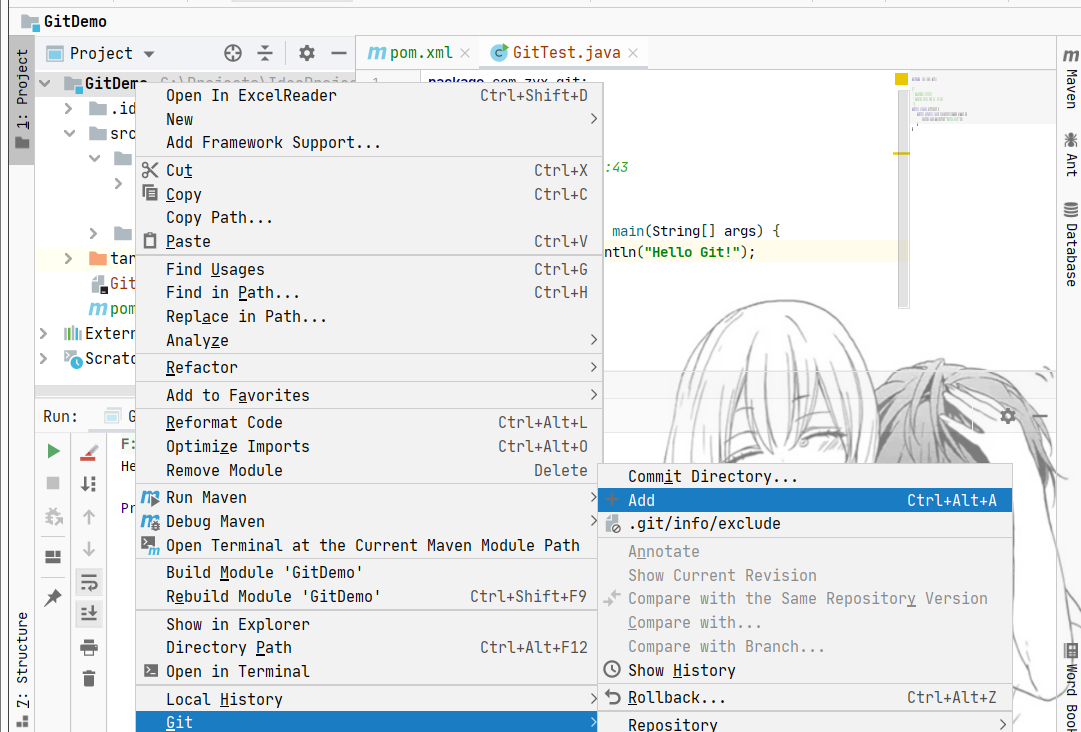 GitDemo
Project
pom.xml
GitTest.java
1: Project
GitDemo
1
package com.zyx.git;
.id
src
tar
Git
pom
Extern
Scratc
:43
main(String[] args) {
ntln("Hello Git!");
Maven
Ant
Database
Word Book
Open In ExcelReader Ctrl+Shift+D
New
Add Framework Support...
Cut Ctrl+X
Copy Ctrl+C
Copy Path...
Paste Ctrl+V
Find Usages Ctrl+G
Find in Path... Ctrl+H
Replace in Path...
Analyze
Refactor
Add to Favorites
Reformat Code Ctrl+Alt+L
Optimize Imports Ctrl+Alt+O
Remove Module Delete
Run Maven
Debug Maven
Open Terminal at the Current Maven Module Path
Build Module 'GitDemo'
Rebuild Module 'GitDemo' Ctrl+Shift+F9
Show in Explorer
Directory Path Ctrl+Alt+F12
Open in Terminal
Local History
Git
Commit Directory...
Add Ctrl+Alt+A
.git/info/exclude
Annotate
Show Current Revision
Compare with the Same Repository Version
Compare with...
Compare with Branch...
Show History
Rollback... Ctrl+Alt+Z
Repository
Run:
G
F:
He
Pr
Z: Structure